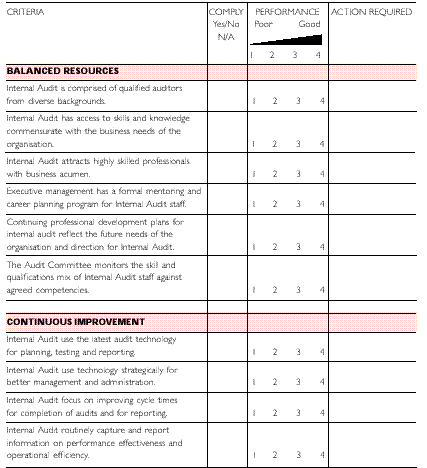 CRITERIA
COMPLY
Yes/No
N/A
PERFORMANCE
Poor Good
1 2 3 4
ACTION REQUIRED
BALANCED RESOURCES
Internal Audit is comprised of qualified auditors
from diverse backgrounds. 1 2 3 4
Internal Audit has access to skills and knowledge
commensurate with the business needs of the
organisation. 1 2 3 4
Internal Audit attracts highly skilled professionals
with business acumen. 1 2 3 4
Executive management has a formal mentoring and
career planning program for Internal Audit staff. 1 2 3 4
Continuing professional development plans for
internal audit reflect the future needs of the
organisation and direction for Internal Audit. 1 2 3 4
The Audit Committee monitors the skill and
qualifications mix of Internal Audit staff against
agreed competencies. 1 2 3 4
CONTINUOUS IMPROVEMENT
Internal Audit use the latest audit technology
for planning, testing and reporting. 1 2 3 4
Internal Audit use technology strategically for
better management and administration. 1 2 3 4
Internal Audit focus on improving cycle times
for completion of audits and for reporting. 1 2 3 4
Internal Audit routinely capture and report
information on performance effectiveness and
operational efficiency. 1 2 3 4